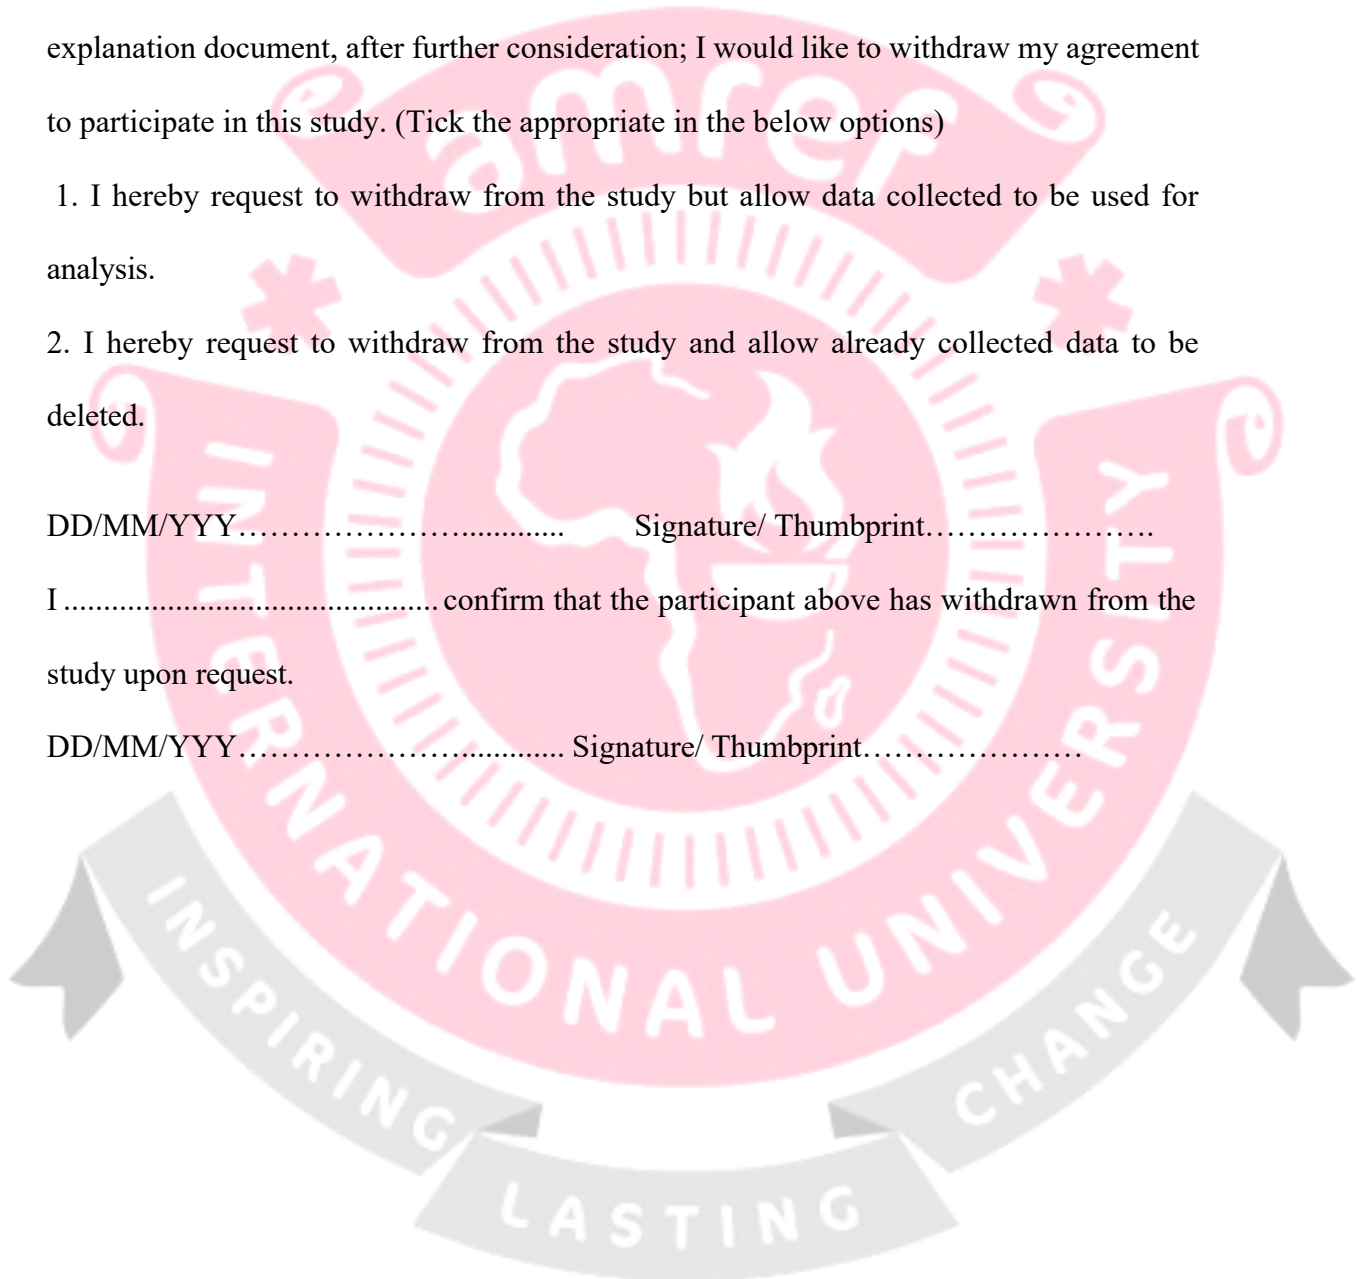 explanation document, after further consideration; I would like to withdraw my agreement
to participate in this study. (Tick the appropriate in the below options)
1. I hereby request to withdraw from the study but allow data collected to be used for
analysis.
2. I hereby request to withdraw from the study and allow already collected data to be
deleted.
DD/MM/YYY…………………............. Signature/ Thumbprint………………….
I ............................................... confirm that the participant above has withdrawn from the
study upon request.
DD/MM/YYY…………………............. Signature/ Thumbprint…………………
amref
INTERNATIONAL UNIVERSITY
INSPIRING LASTING CHANGE